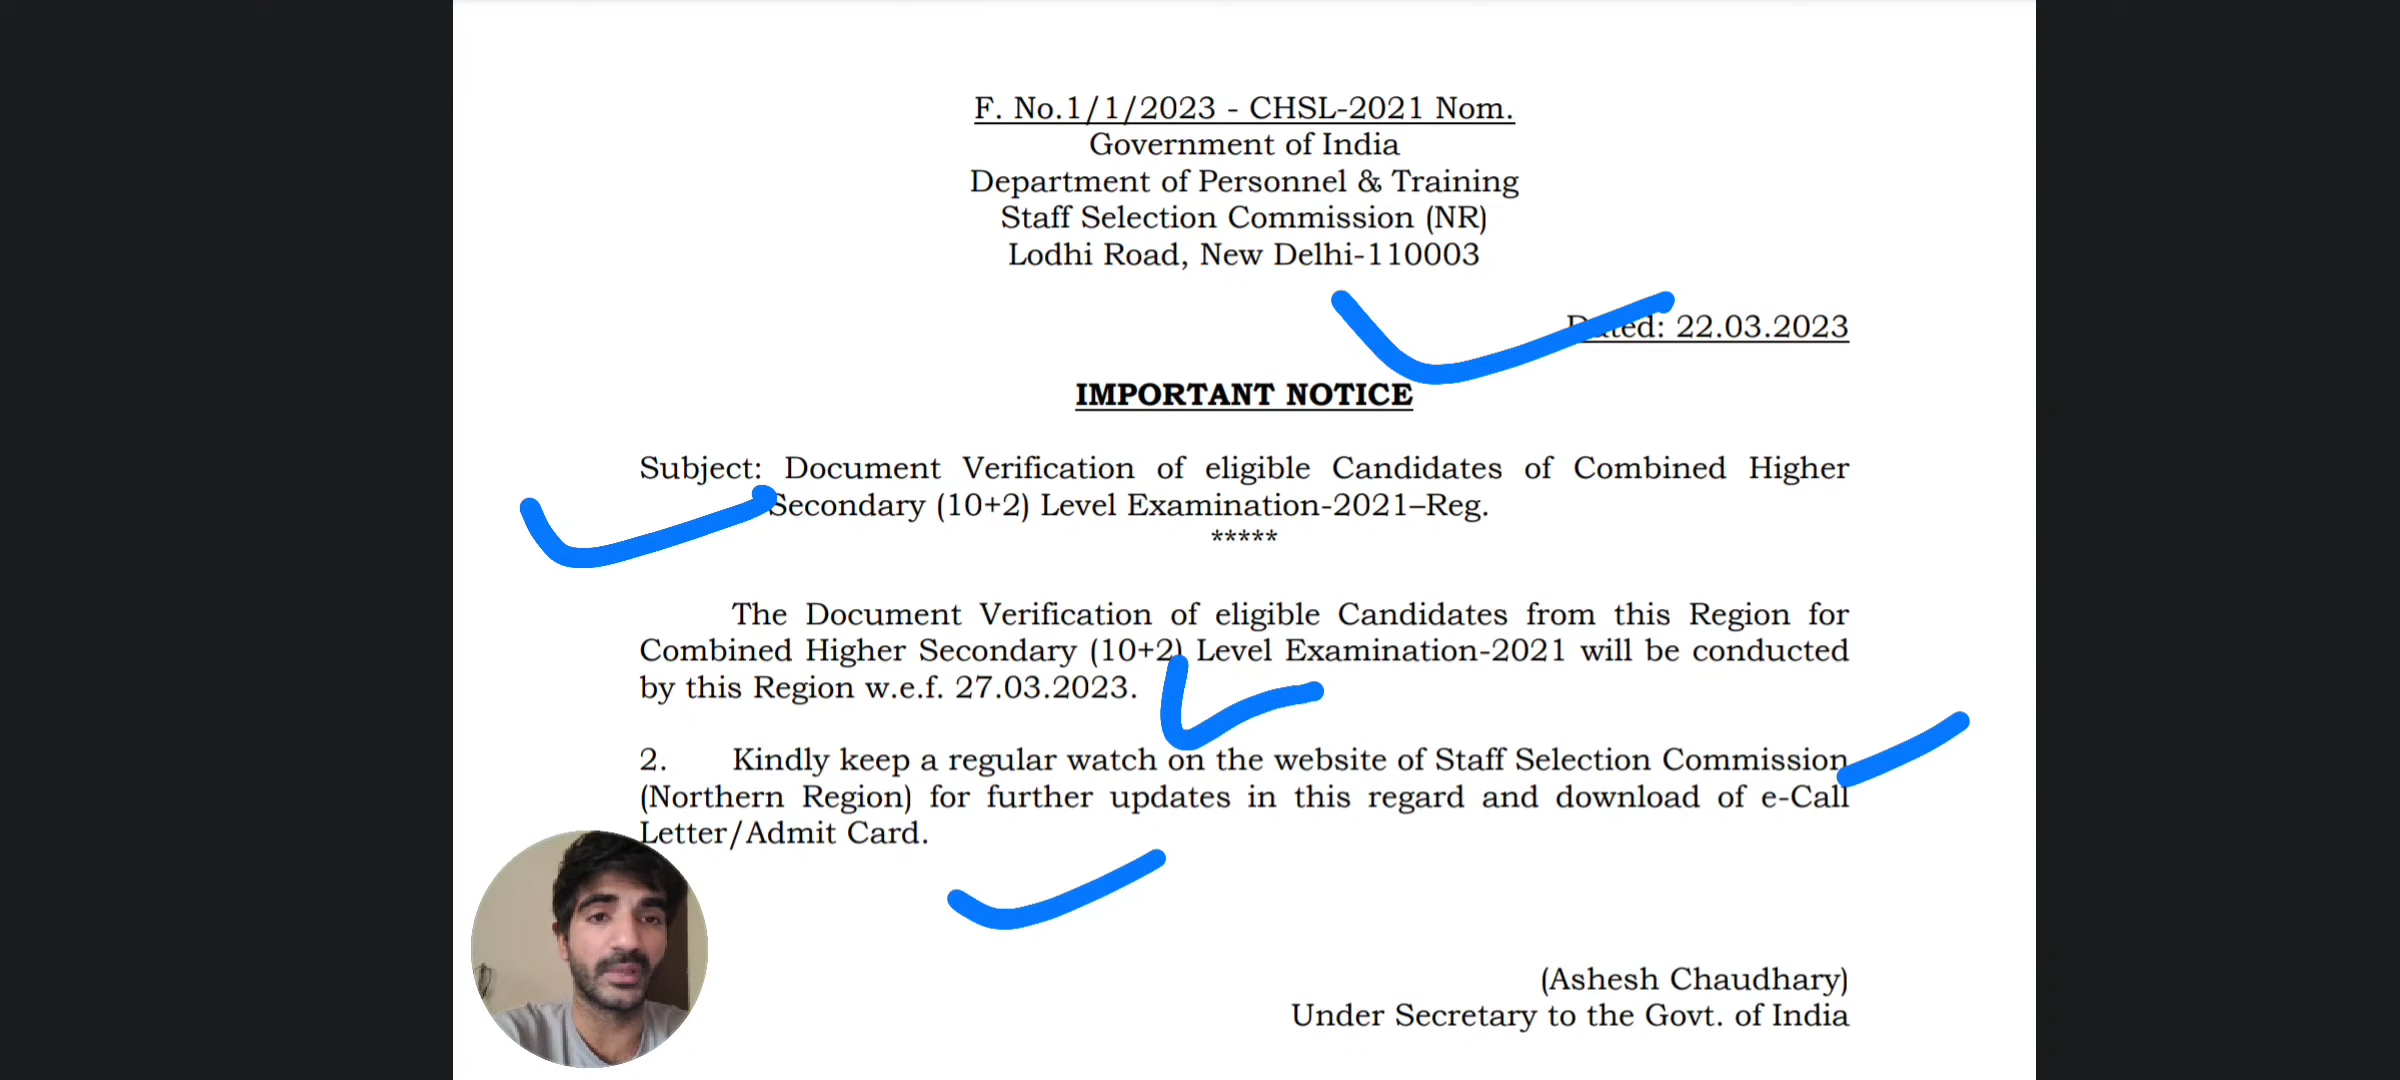 F. No.1/1/2023 - CHSL-2021 Nom.
Government of India
Department of Personnel & Training
Staff Selection Commission (NR)
Lodhi Road, New Delhi-110003
Dated: 22.03.2023
IMPORTANT NOTICE
Subject: Document Verification of eligible Candidates of Combined Higher
Secondary (10+2) Level Examination-2021–Reg.
*****
The Document Verification of eligible Candidates from this Region for
Combined Higher Secondary (10+2) Level Examination-2021 will be conducted
by this Region w.e.f. 27.03.2023.
2. Kindly keep a regular watch on the website of Staff Selection Commission
(Northern Region) for further updates in this regard and download of e-Call
Letter/Admit Card.
(Ashesh Chaudhary)
Under Secretary to the Govt. of India